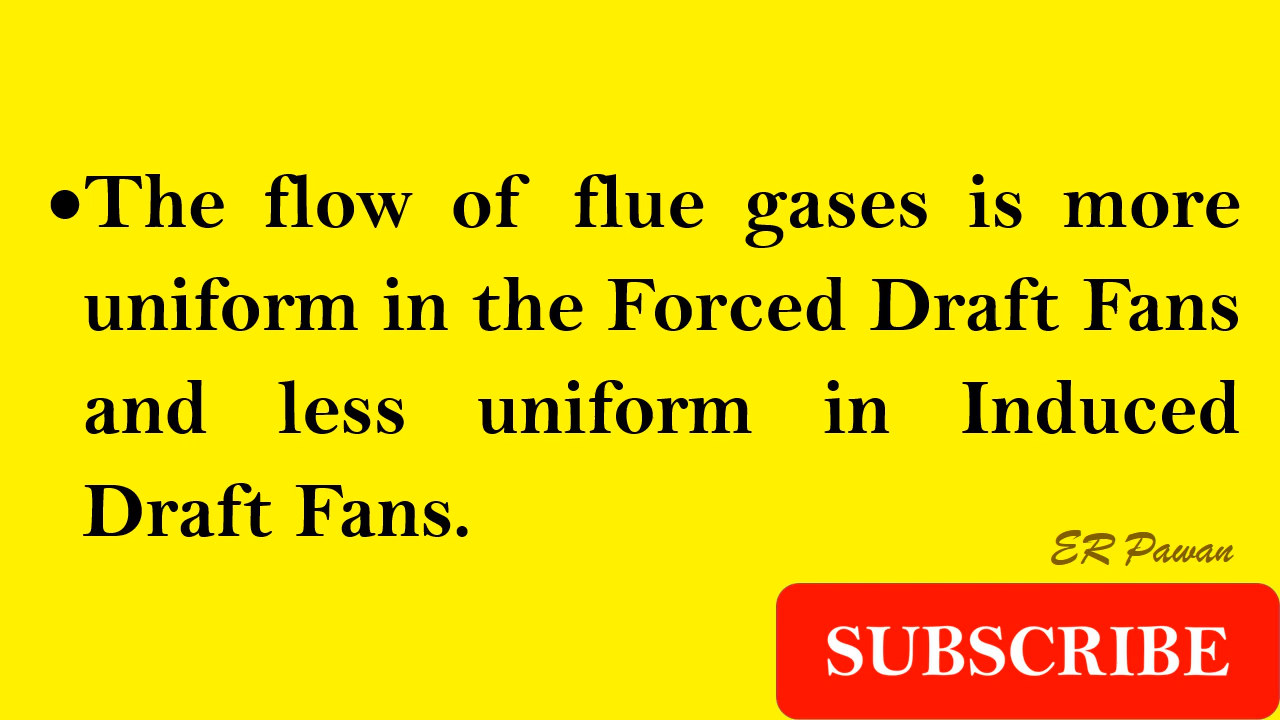 •The flow of flue gases is more
uniform in the Forced Draft Fans
and less uniform in Induced
Draft Fans.
ER Pawan
SUBSCRIBE